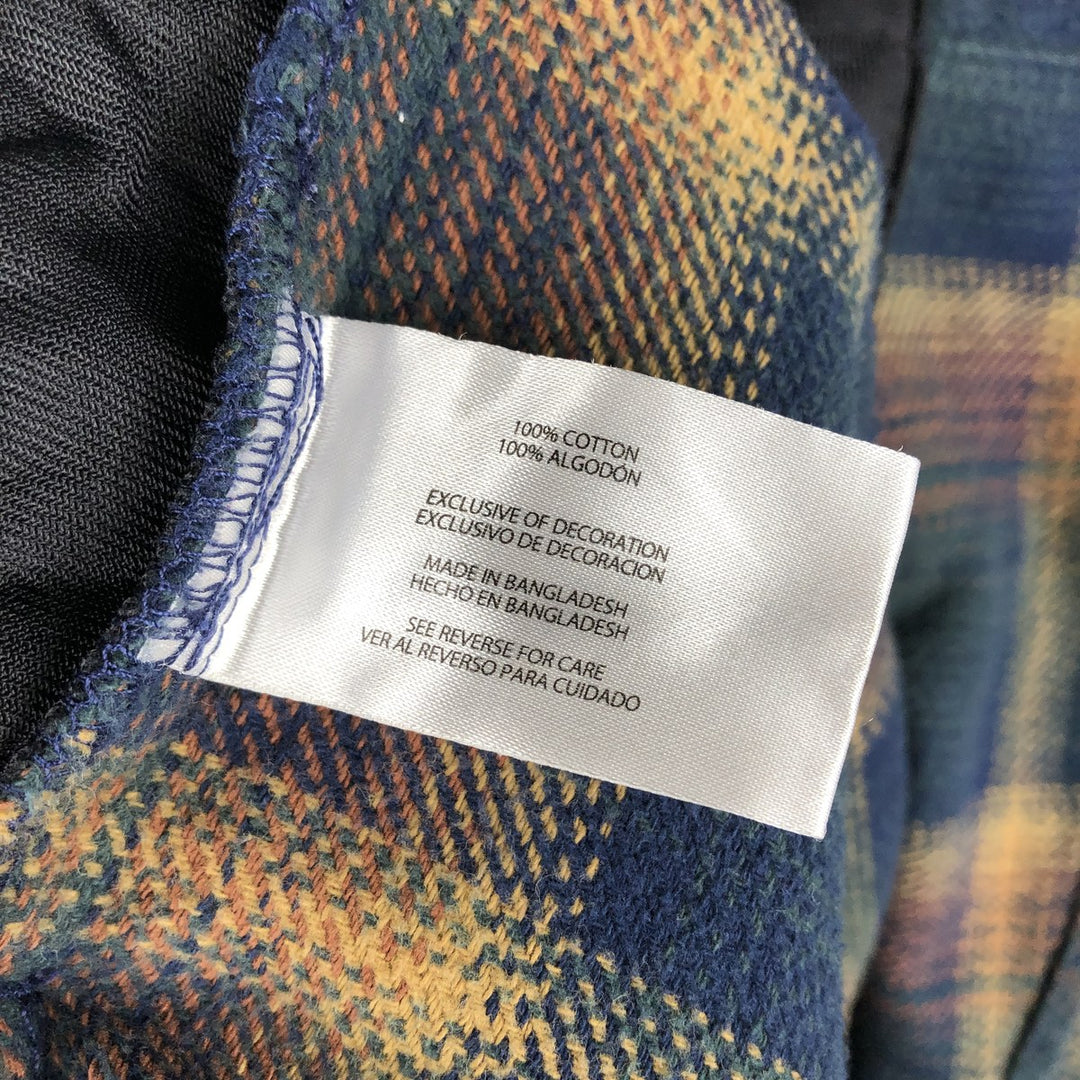 100% COTTON
100% ALGODÓN
EXCLUSIVE OF DECORATION
EXCLUSIVO DE DECORACION
MADE IN BANGLADESH
HECHO EN BANGLADESH
SEE REVERSE FOR CARE
VER AL REVERSO PARA CUIDADO